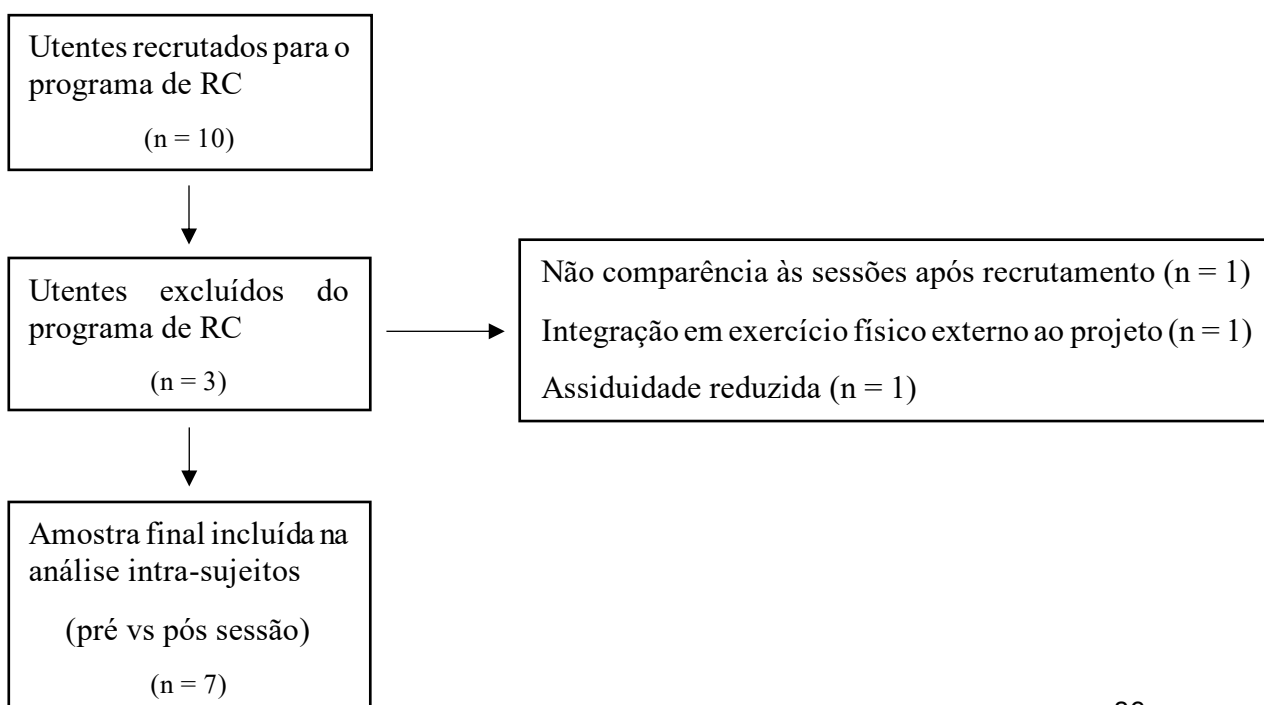 Utentes recrutados para o
programa de RC
(n = 10)
Utentes excluídos do
programa de RC
(n = 3)
Não comparência às sessões após recrutamento (n = 1)
Integração em exercício físico externo ao projeto (n = 1)
Assiduidade reduzida (n = 1)
Amostra final incluída na
análise intra-sujeitos
(pré vs pós sessão)
(n = 7)